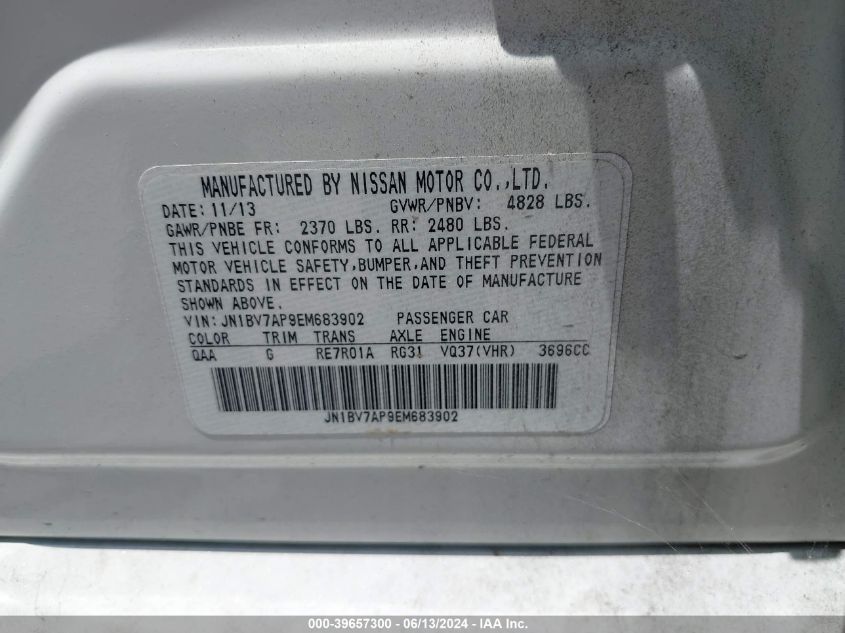 MANUFACTURED BY NISSAN MOTOR CO.,LTD.
DATE: 11/13 GVWR/PNBV: 4828 LBS.
GAWR/PNBE FR: 2370 LBS. RR: 2480 LBS.
THIS VEHICLE CONFORMS TO ALL APPLICABLE FEDERAL
MOTOR VEHICLE SAFETY,BUMPER,AND THEFT PREVENTION
STANDARDS IN EFFECT ON THE DATE OF MANUFACTURE
SHOWN ABOVE.
VIN: JN1BV7AP9EM683902 PASSENGER CAR
COLOR TRIM TRANS AXLE ENGINE
QAA G RE7R01A RG31 VQ37(VHR) 3696CC
JN1BV7AP9EM683902
000-39657300 - 06/13/2024 - IAA Inc.